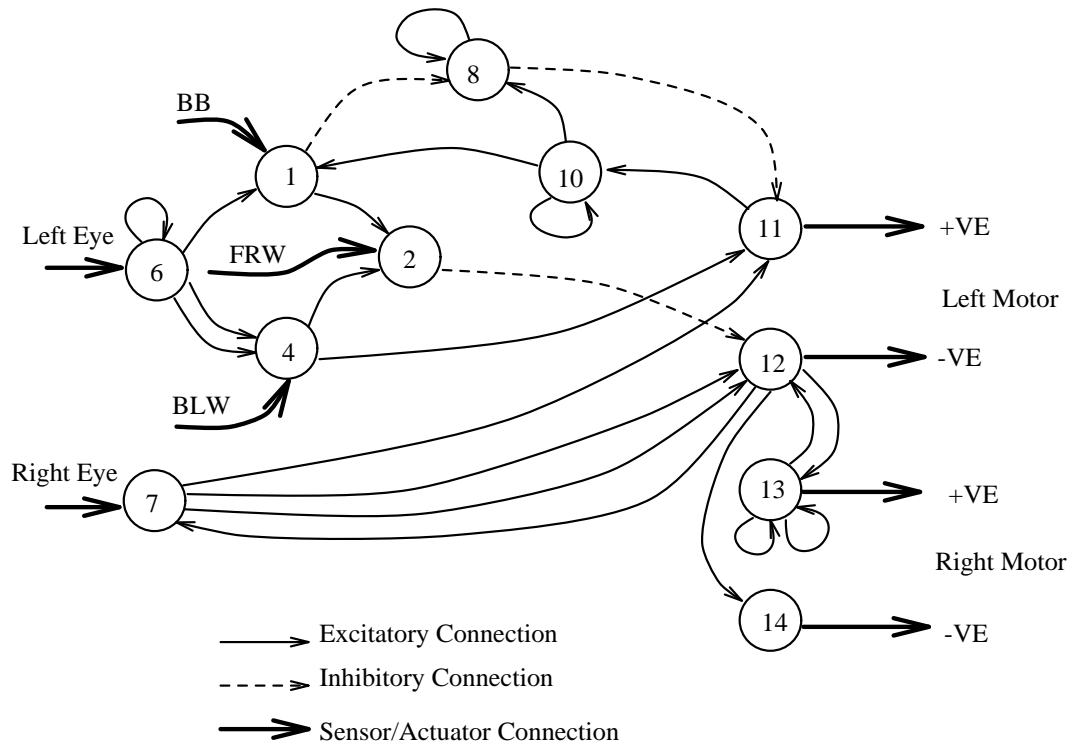 8
BB
1
10
11
+VE
Left Eye
6
FRW
2
Left Motor
4
12
-VE
BLW
Right Eye
7
13
+VE
Right Motor
14
-VE
Excitatory Connection
Inhibitory Connection
Sensor/Actuator Connection